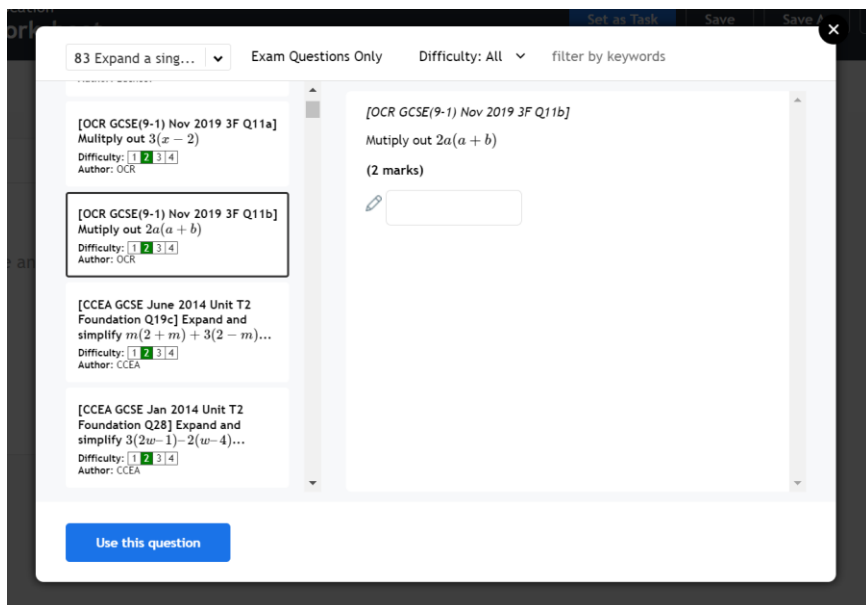 Set as Task
Save
Save
83 Expand a sing...
Exam Questions Only
Difficulty: All
filter by keywords
[OCR GCSE(9-1) Nov 2019 3F Q11a]
Mulitply out 3(x − 2)
Difficulty: 1 2 3 4
Author: OCR
[OCR GCSE(9-1) Nov 2019 3F Q11b]
Mutiply out 2a(a + b)
Difficulty: 1 2 3 4
Author: OCR
[CCEA GCSE June 2014 Unit T2
Foundation Q19c] Expand and
simplify m(2 + m) + 3(2 − m)...
Difficulty: 1 2 3 4
Author: CCEA
[CCEA GCSE Jan 2014 Unit T2
Foundation Q28] Expand and
simplify 3(2w–1)–2(w–4)...
Difficulty: 1 2 3 4
Author: CCEA
[OCR GCSE(9-1) Nov 2019 3F Q11b]
Mutiply out 2a(a + b)
(2 marks)
Use this question